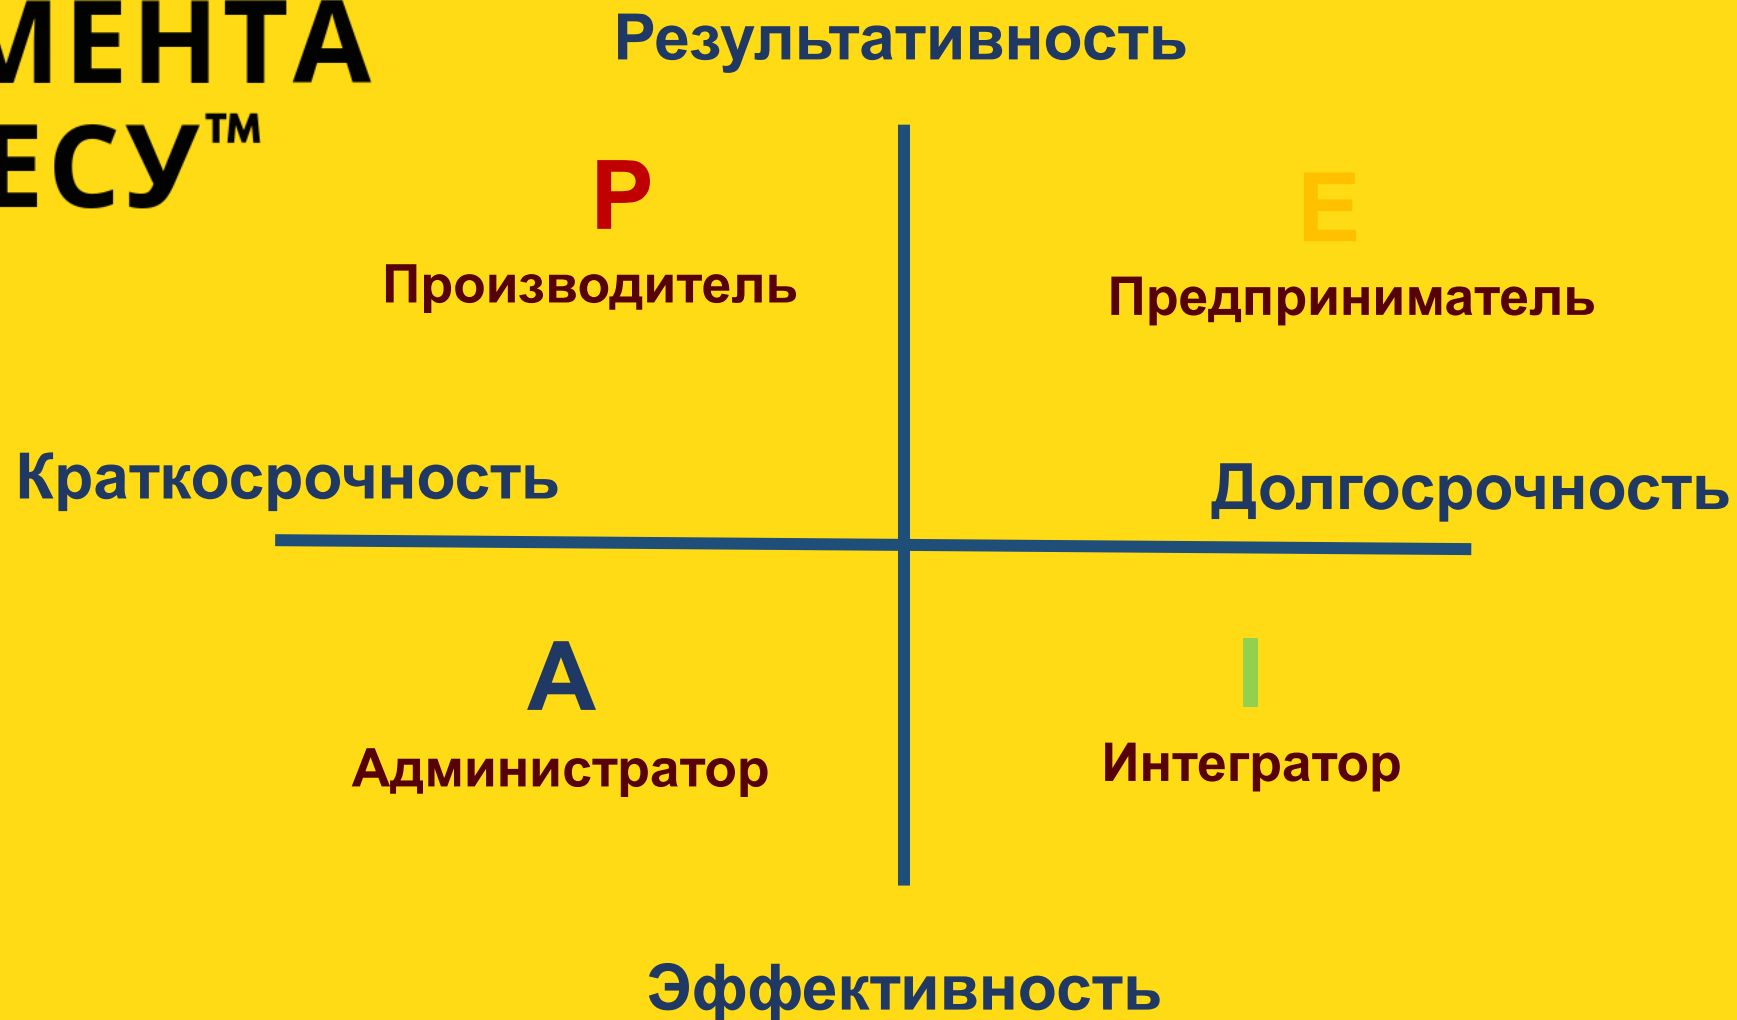 МЕНТА
ЕСУ™
Результативность
P
Производитель
E
Предприниматель
Краткосрочность
Долгосрочность
A
Администратор
I
Интегратор
Эффективность